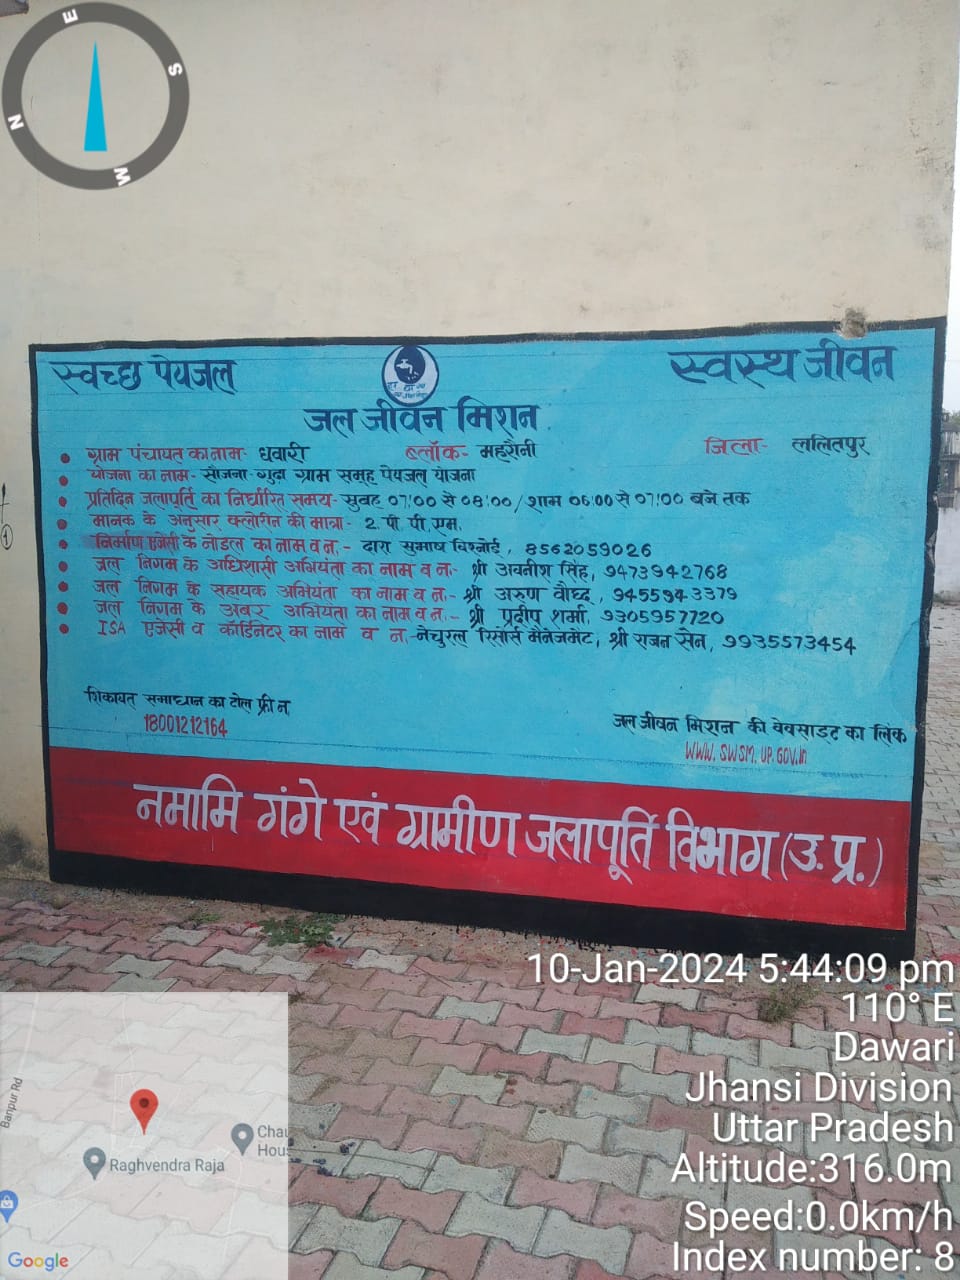 E
S
N
W
स्वच्छ पेयजल
स्वस्थ जीवन
जल जीवन मिशन
ग्राम पंचायत का नाम- धवारी ब्लॉक- महरौनी जिला- ललितपुर
योजना का नाम- सौजना-गुढा ग्राम समूह पेयजल योजना
प्रतिदिन जलापूर्ति का निर्धारित समय- सुबह 07:00 से 08:00 / शाम 06:00 से 07:00 बजे तक
मानक के अनुसार क्लोरीन की मात्रा- 2 पी.पी.एम.
निर्माण एजेंसी के नोडल का नाम व न.- दारा सुभाष विश्नोई, 8562059026
जल निगम के अधिशासी अभियंता का नाम व न.- श्री अवनीश सिंह, 9473942768
जल निगम के सहायक अभियंता का नाम व न.- श्री अरुण बौध्द, 9455943379
जल निगम के अबर अभियंता का नाम व न.- श्री प्रदीप शर्मा, 9305957720
ISA एजेंसी व कॉर्डिनेटर का नाम व न.- नेचुरल रिसोर्स मैनेजमेंट, श्री राजन सैन, 9935573454
शिकायत समाधान का टोल फ्री न.
18001212164
जल जीवन मिशन की वेबसाइट का लिंक
WWW.SWSM.UP.GOV.in
नमामि गंगे एवं ग्रामीण जलापूर्ति विभाग (उ.प्र.)
1
10-Jan-2024 5:44:09 pm
110° E
Dawari
Jhansi Division
Uttar Pradesh
Altitude:316.0m
Speed:0.0km/h
Index number: 8
Banpur Rd
Chau
Hous
Raghvendra Raja
Google